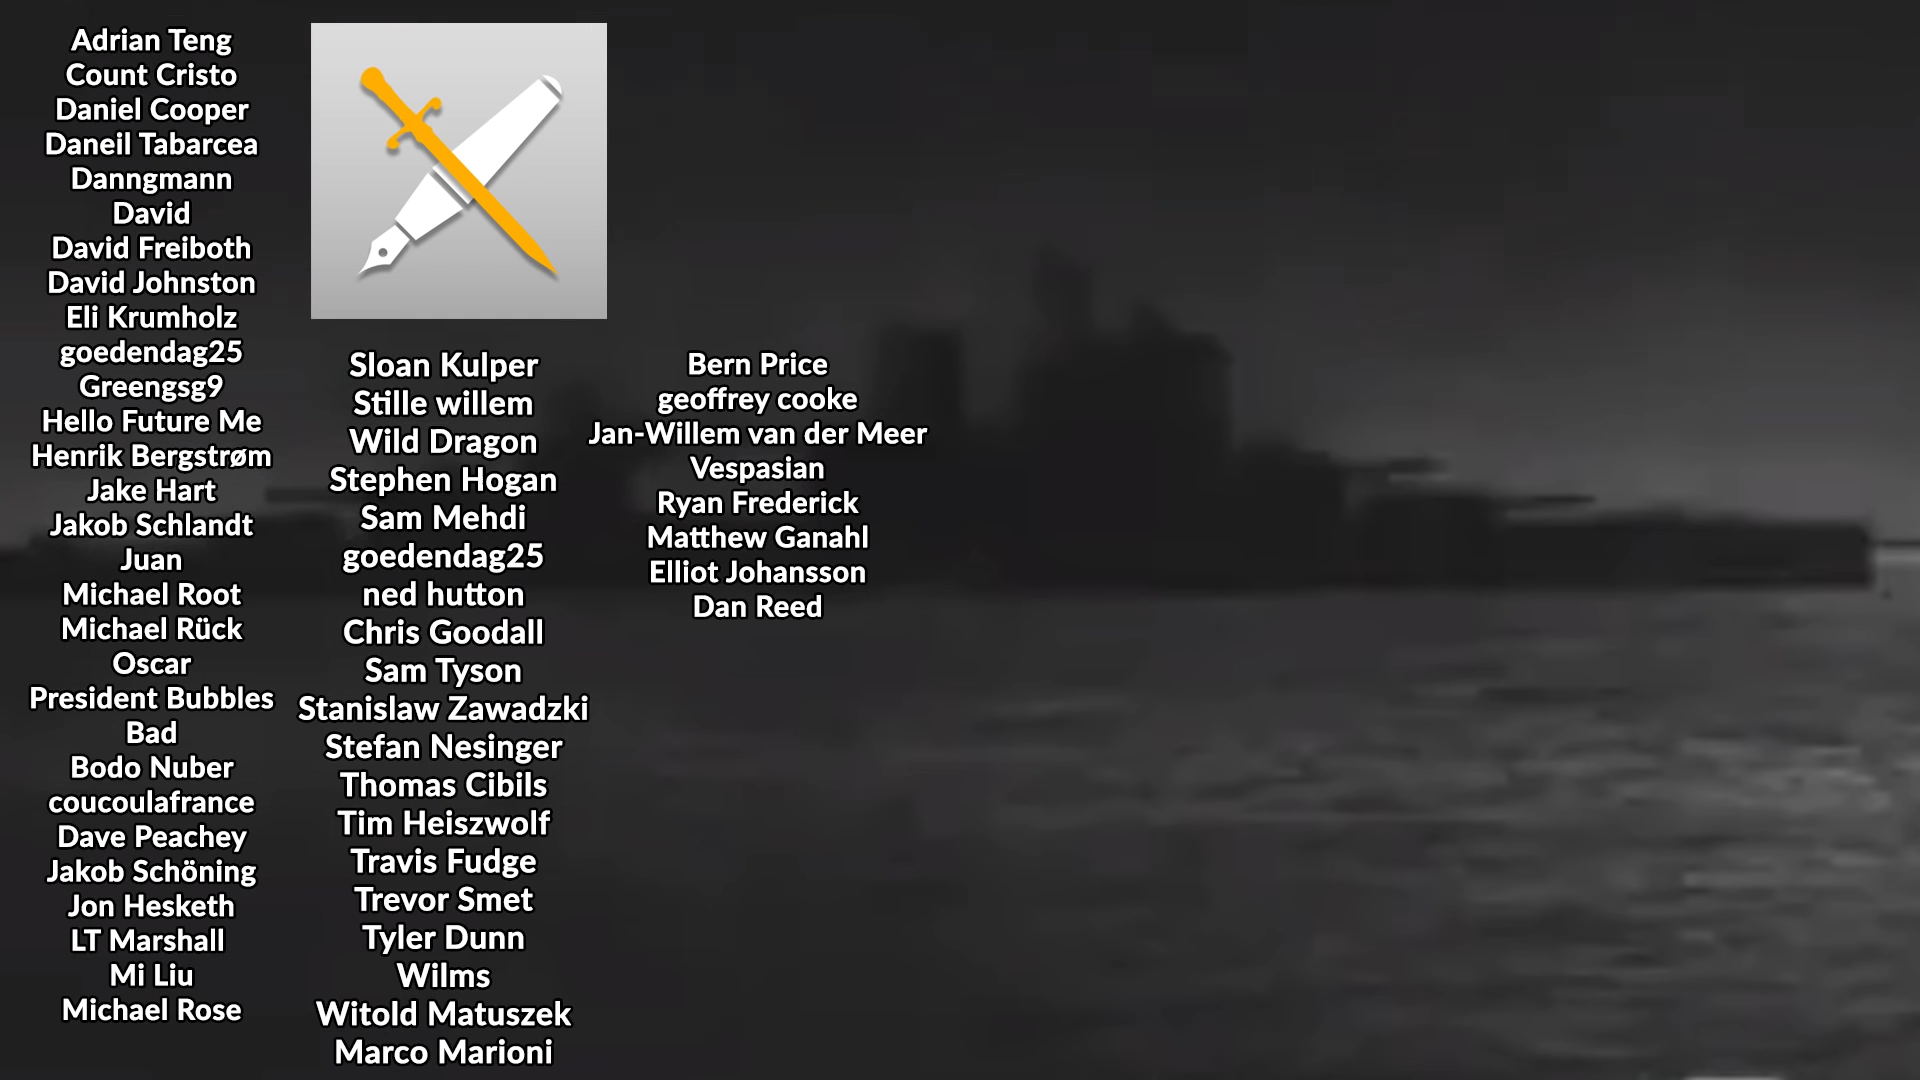 Adrian Teng
Count Cristo
Daniel Cooper
Daneil Tabarcea
Danngmann
David
David Freiboth
David Johnston
Eli Krumholz
goedendag25
Greengsg9
Hello Future Me
Henrik Bergstrøm
Jake Hart
Jakob Schlandt
Juan
Michael Root
Michael Rück
Oscar
President Bubbles
Bad
Bodo Nuber
coucoulafrance
Dave Peachey
Jakob Schöning
Jon Hesketh
LT Marshall
Mi Liu
Michael Rose
Sloan Kulper
Stille willem
Wild Dragon
Stephen Hogan
Sam Mehdi
goedendag25
ned hutton
Chris Goodall
Sam Tyson
Stanislaw Zawadzki
Stefan Nesinger
Thomas Cibils
Tim Heiszwolf
Travis Fudge
Trevor Smet
Tyler Dunn
Wilms
Witold Matuszek
Marco Marioni
Bern Price
geoffrey cooke
Jan-Willem van der Meer
Vespasian
Ryan Frederick
Matthew Ganahl
Elliot Johansson
Dan Reed